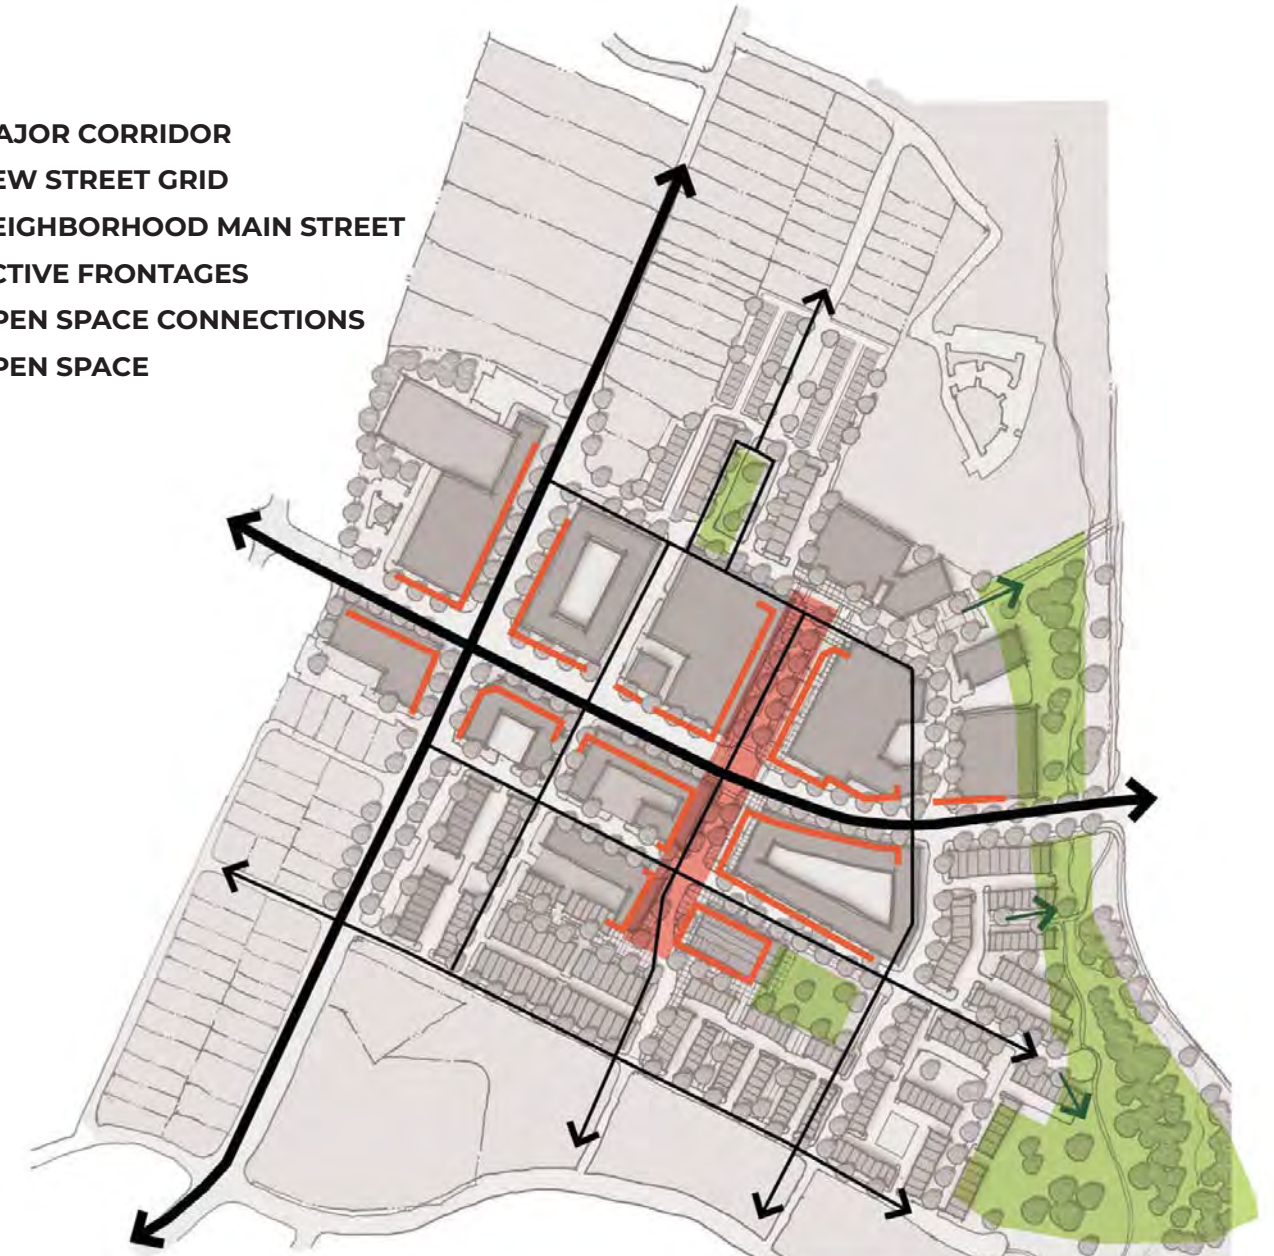 AJOR CORRIDOR
EW STREET GRID
EIGHBORHOOD MAIN STREET
CTIVE FRONTAGES
PEN SPACE CONNECTIONS
PEN SPACE